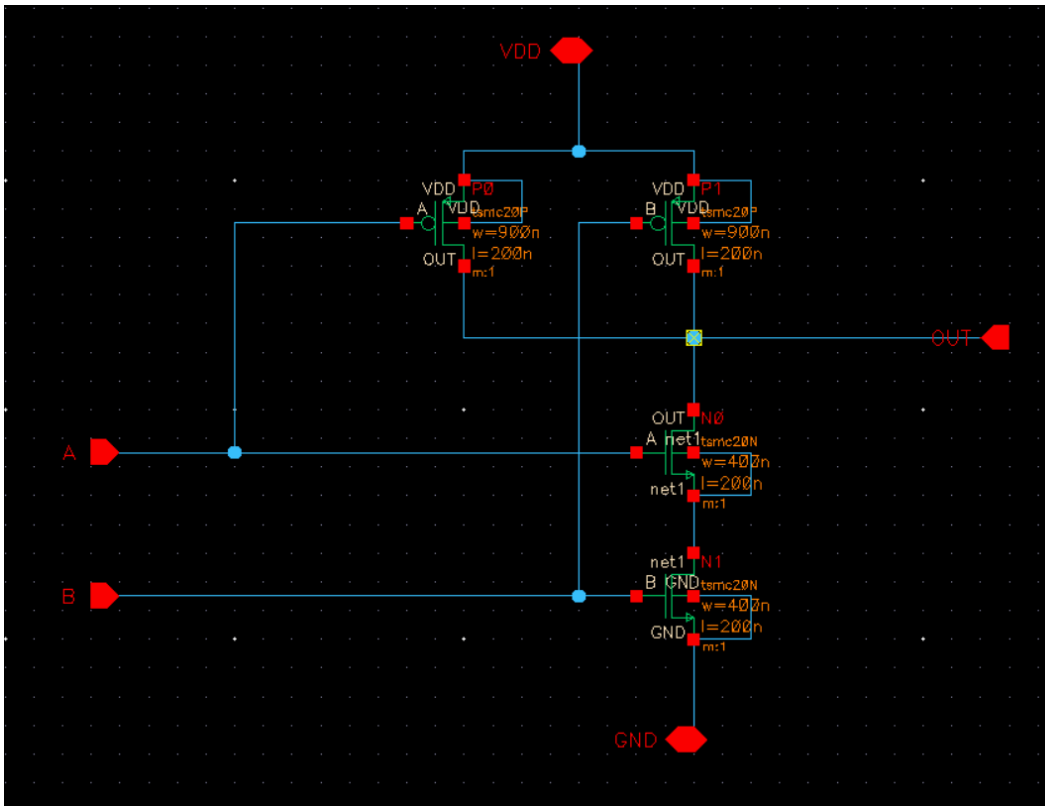 VDD
VDD P0
A VDD tsmc20P
w=900n
l=200n
OUT
m:1
VDD P1
B VDD tsmc20P
w=900n
l=200n
OUT
m:1
OUT
OUT N0
A
A net1 tsmc20N
w=400n
l=200n
net1
m:1
net1 N1
B
B GND tsmc20N
w=400n
l=200n
GND
m:1
GND